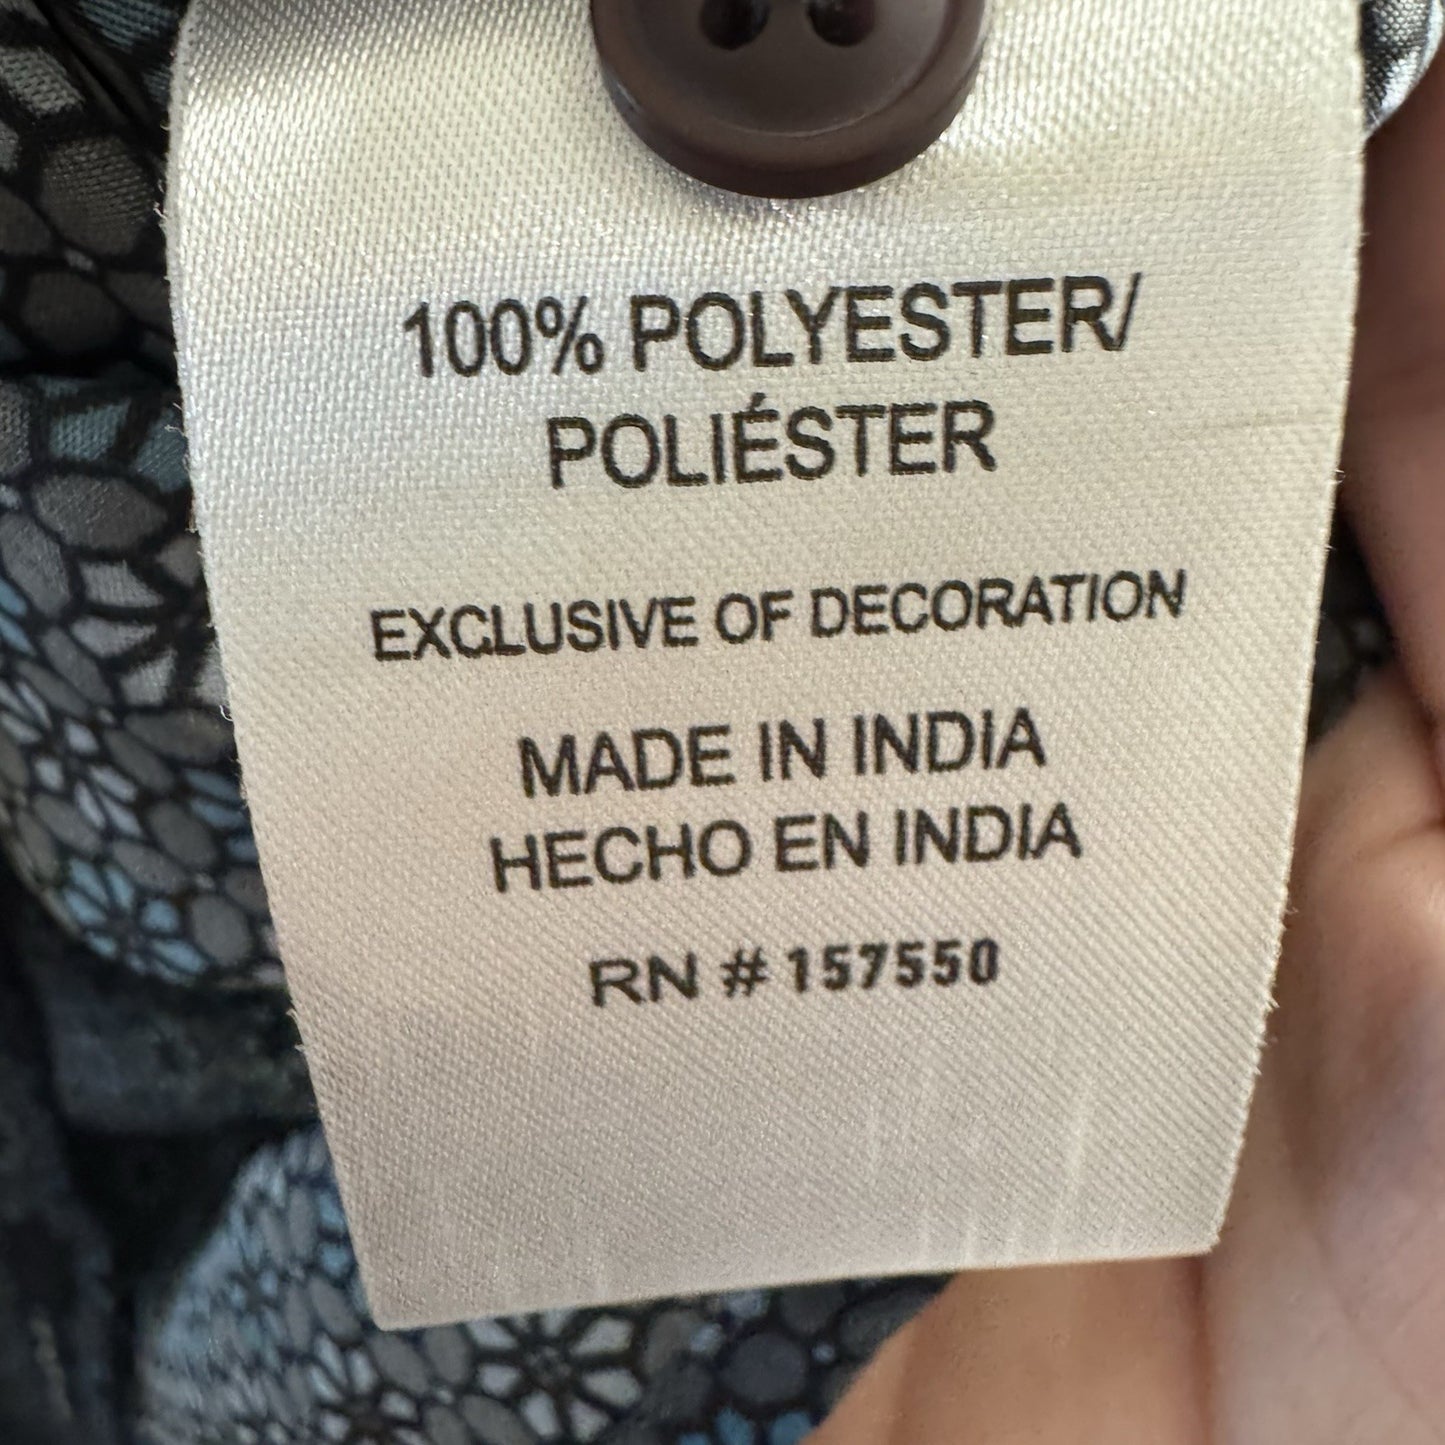 100% POLYESTER/
POLIÉSTER
EXCLUSIVE OF DECORATION
MADE IN INDIA
HECHO EN INDIA
RN # 157550